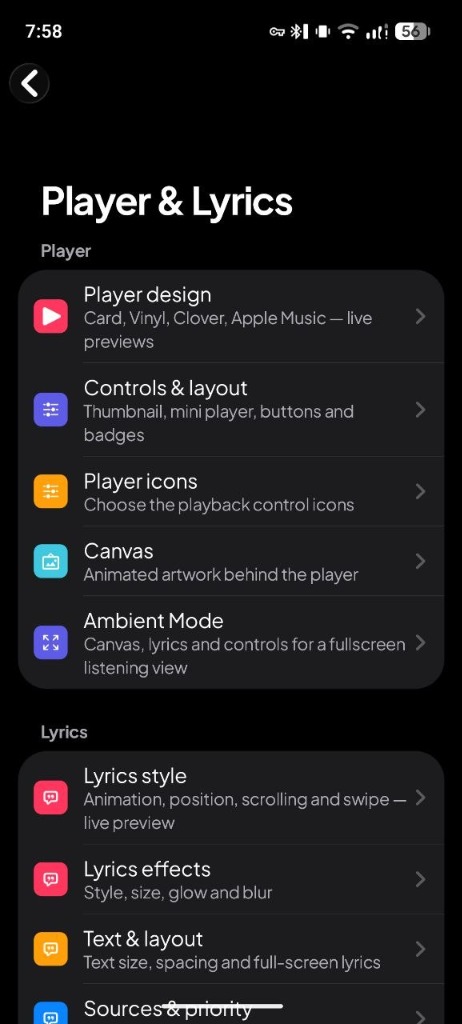 7:58
56
Player & Lyrics
Player
Player design
Card, Vinyl, Clover, Apple Music — live
previews
Controls & layout
Thumbnail, mini player, buttons and
badges
Player icons
Choose the playback control icons
Canvas
Animated artwork behind the player
Ambient Mode
Canvas, lyrics and controls for a fullscreen
listening view
Lyrics
Lyrics style
Animation, position, scrolling and swipe —
live preview
Lyrics effects
Style, size, glow and blur
Text & layout
Text size, spacing and full-screen lyrics
Sources & priority